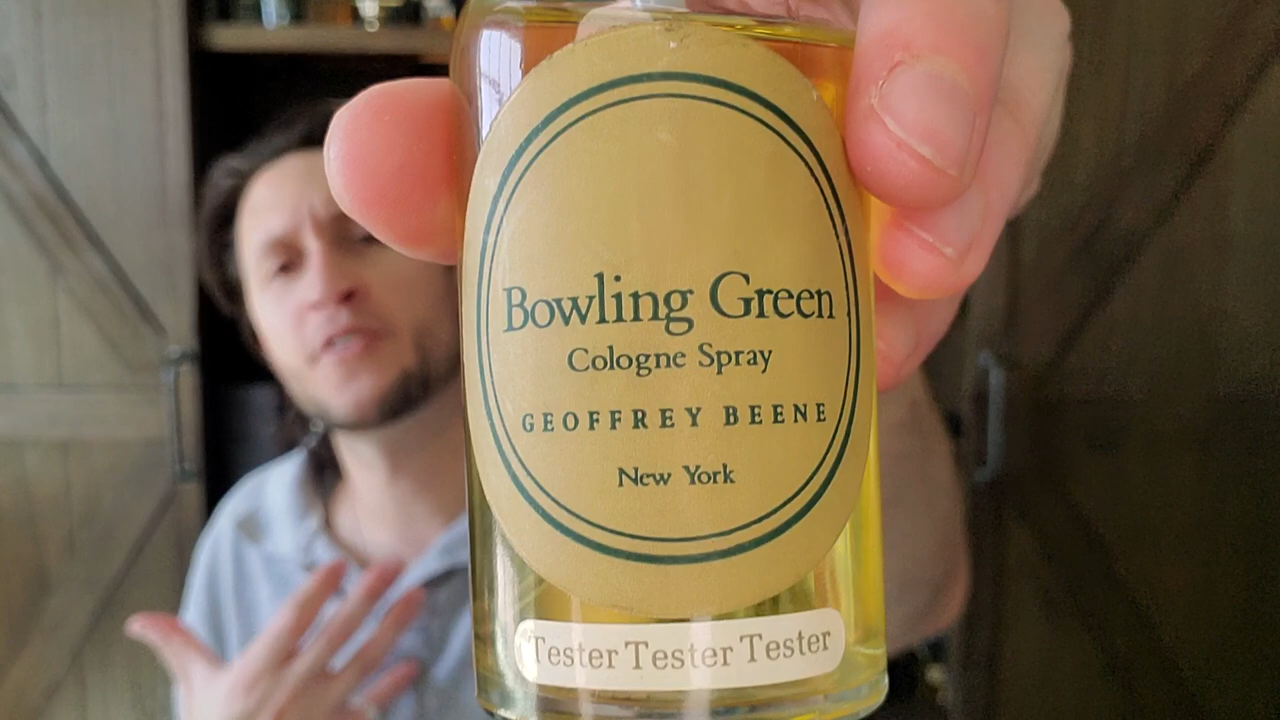 Bowling Green
Cologne Spray
GEOFFREY BEENE
New York
Tester Tester Tester